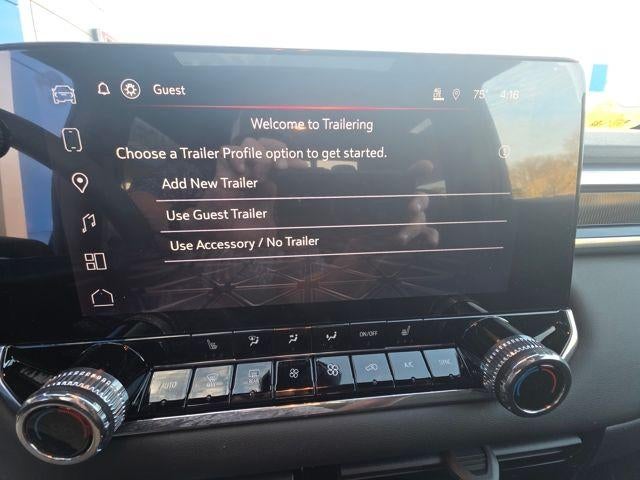 Guest
75° 4:16
Welcome to Trailering
Choose a Trailer Profile option to get started.
Add New Trailer
Use Guest Trailer
Use Accessory / No Trailer
ON/OFF
AUTO
A/C
SYNC